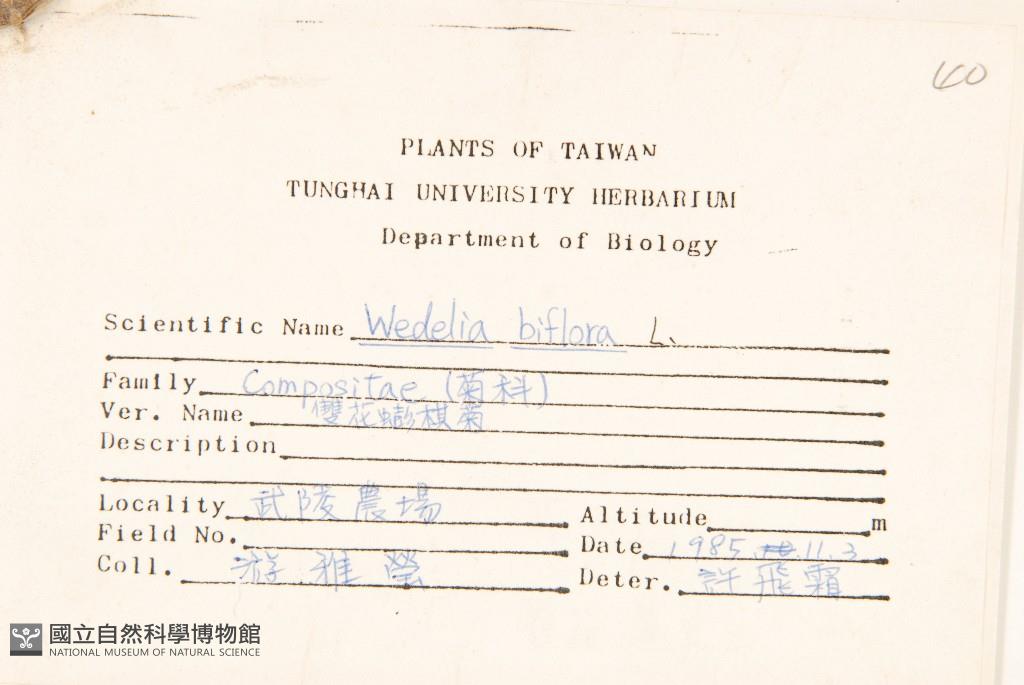 60
PLANTS OF TAIWAN
TUNGHAI UNIVERSITY HERBARIUM
Department of Biology
Scientific Name Wedelia biflora L.
Family Compositae (菊科)
Ver. Name 雙花蟛棋菊
Description
Locality 武陵農場
Altitude m
Field No.
Date 1985.11.3
Coll. 游雅瑩
Deter. 許飛霜
國立自然科學博物館
NATIONAL MUSEUM OF NATURAL SCIENCE